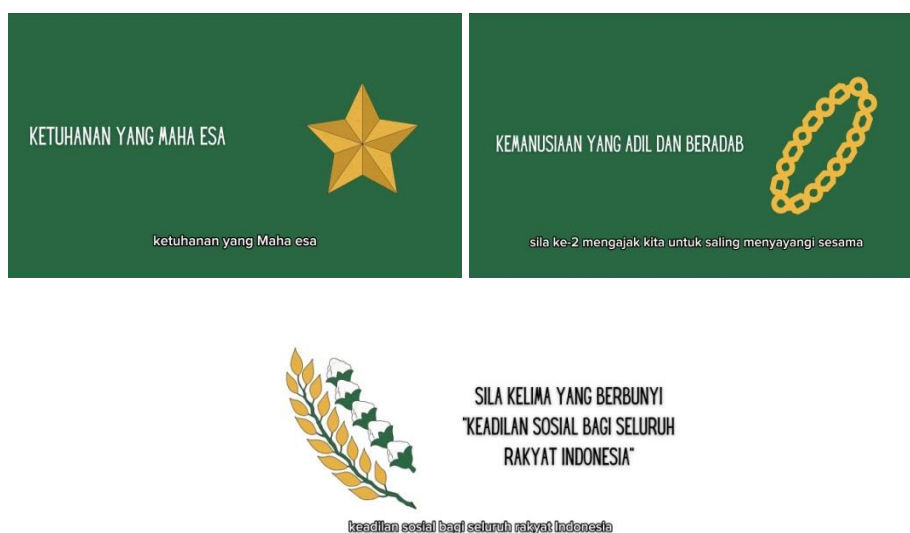 KETUHANAN YANG MAHA ESA
ketuhanan yang Maha esa
KEMANUSIAAN YANG ADIL DAN BERADAB
sila ke-2 mengajak kita untuk saling menyayangi sesama
SILA KELIMA YANG BERBUNYI
"KEADILAN SOSIAL BAGI SELURUH
RAKYAT INDONESIA"
keadilan sosial bagi seluruh rakyat Indonesia